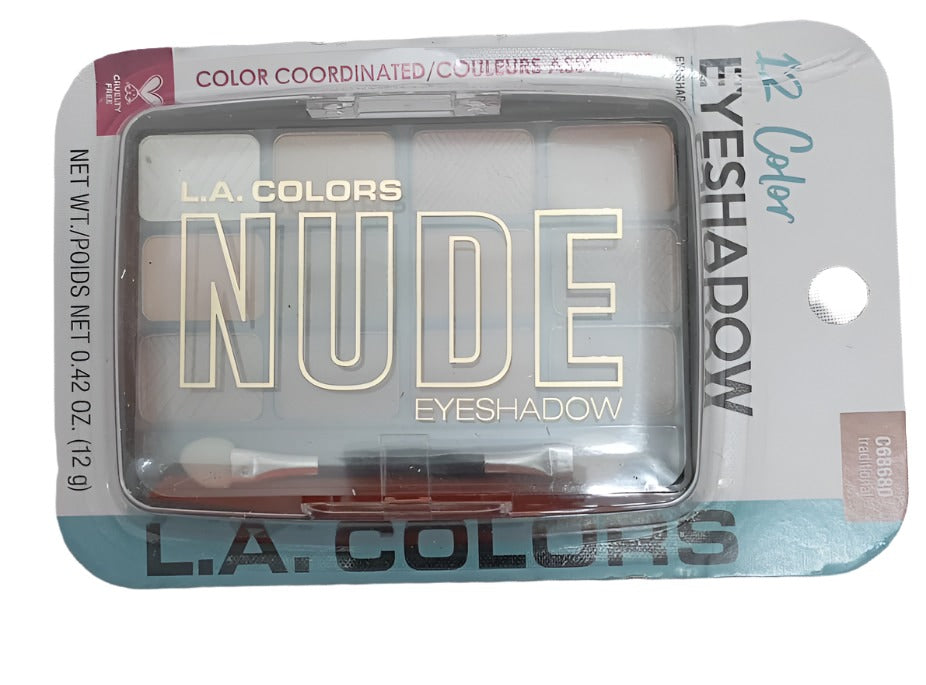 12 Color
EYESHADOW
CRUELTY
FREE
COLOR COORDINATED/COULEURS
L.A. COLORS
NUDE
EYESHADOW
NET WT./POIDS NET 0.42 OZ. (12 g)
C68680
traditional
L.A. COLORS